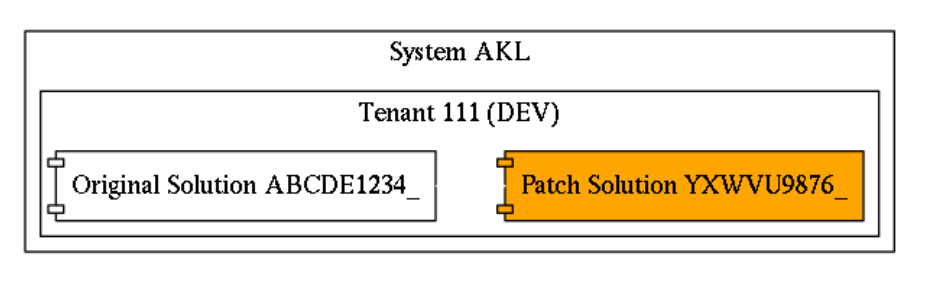 System AKL
Tenant 111 (DEV)
Original Solution ABCDE1234_
Patch Solution YXWVU9876_